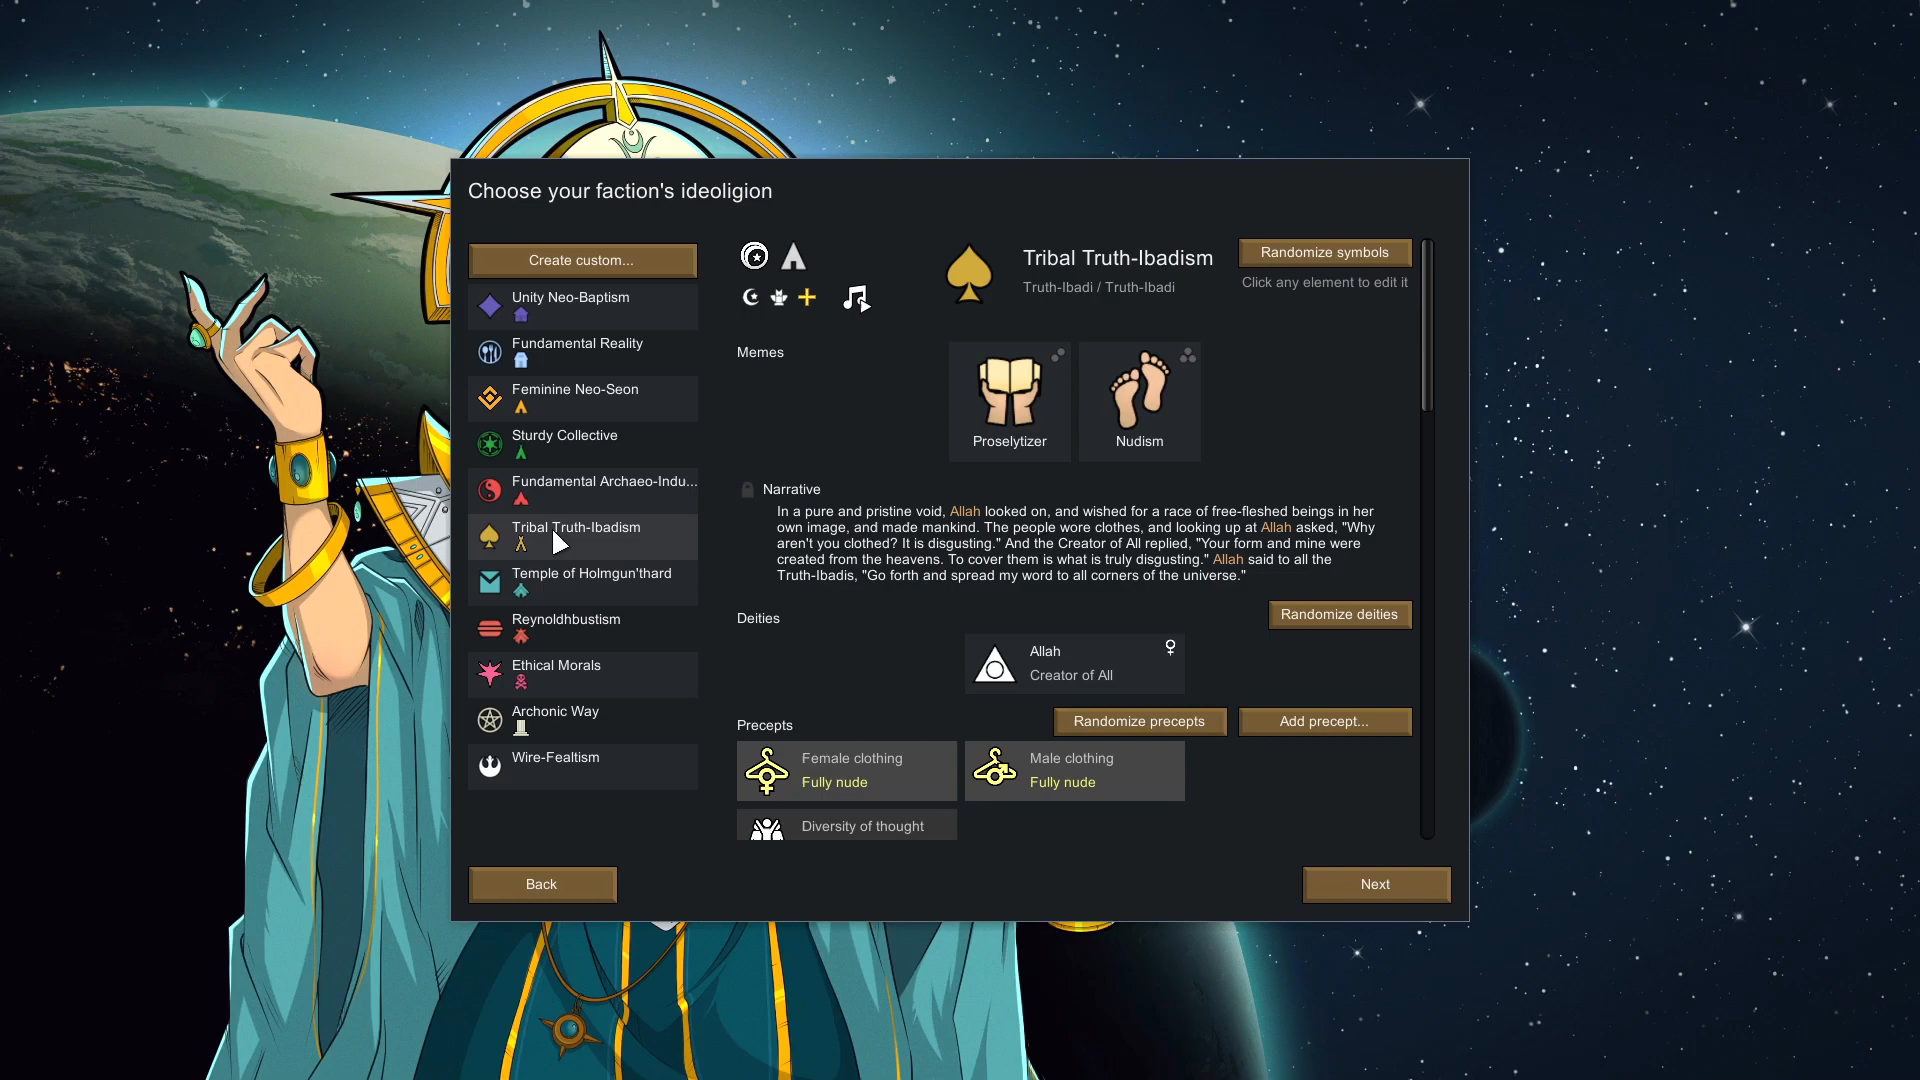 Choose your faction's ideoligion
Create custom...
Unity Neo-Baptism
Fundamental Reality
Feminine Neo-Seon
Sturdy Collective
Fundamental Archaeo-Indu...
Tribal Truth-Ibadism
Temple of Holmgun'thard
Reynoldhbustism
Ethical Morals
Archonic Way
Wire-Fealtism
Back
Tribal Truth-Ibadism
Truth-Ibadi / Truth-Ibadi
Randomize symbols
Click any element to edit it
Memes
Proselytizer
Nudism
Narrative
In a pure and pristine void, Allah looked on, and wished for a race of free-fleshed beings in her
own image, and made mankind. The people wore clothes, and looking up at Allah asked, "Why
aren't you clothed? It is disgusting." And the Creator of All replied, "Your form and mine were
created from the heavens. To cover them is what is truly disgusting." Allah said to all the
Truth-Ibadis, "Go forth and spread my word to all corners of the universe."
Deities
Randomize deities
Allah
Creator of All
Precepts
Randomize precepts
Add precept...
Female clothing
Fully nude
Male clothing
Fully nude
Diversity of thought
Next